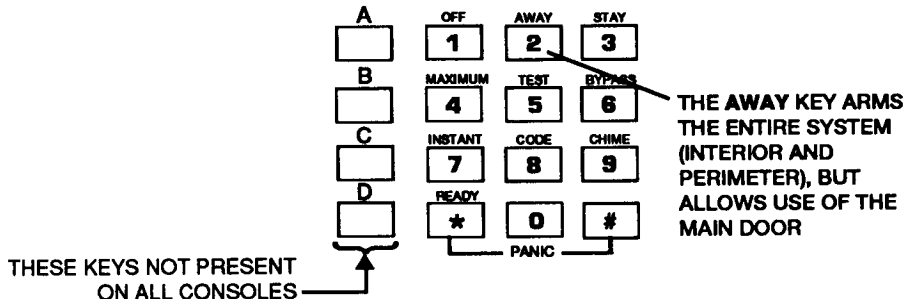 A OFF AWAY STAY
1 2 3
B MAXIMUM TEST BYPASS
4 5 6
C INSTANT CODE CHIME
7 8 9
D READY
* 0 #
PANIC
THE AWAY KEY ARMS
THE ENTIRE SYSTEM
(INTERIOR AND
PERIMETER), BUT
ALLOWS USE OF THE
MAIN DOOR
THESE KEYS NOT PRESENT
ON ALL CONSOLES